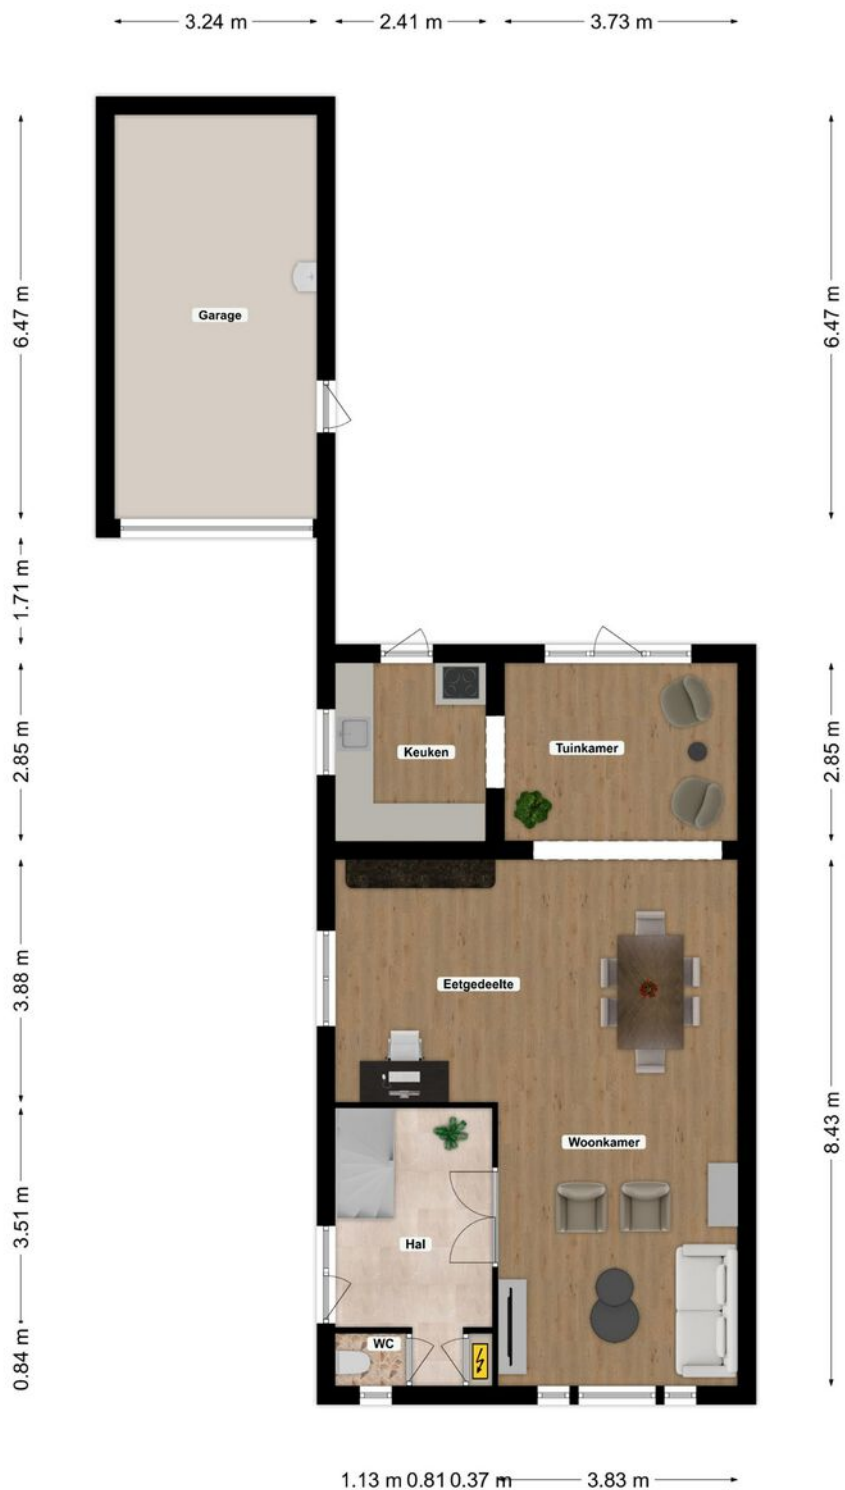 3.24 m
2.41 m
3.73 m
6.47 m
6.47 m
Garage
1.71 m
2.85 m
2.85 m
Keuken
Tuinkamer
3.88 m
Eetgedeelte
8.43 m
Woonkamer
3.51 m
Hal
0.84 m
WC
1.13 m 0.81 0.37 m
3.83 m